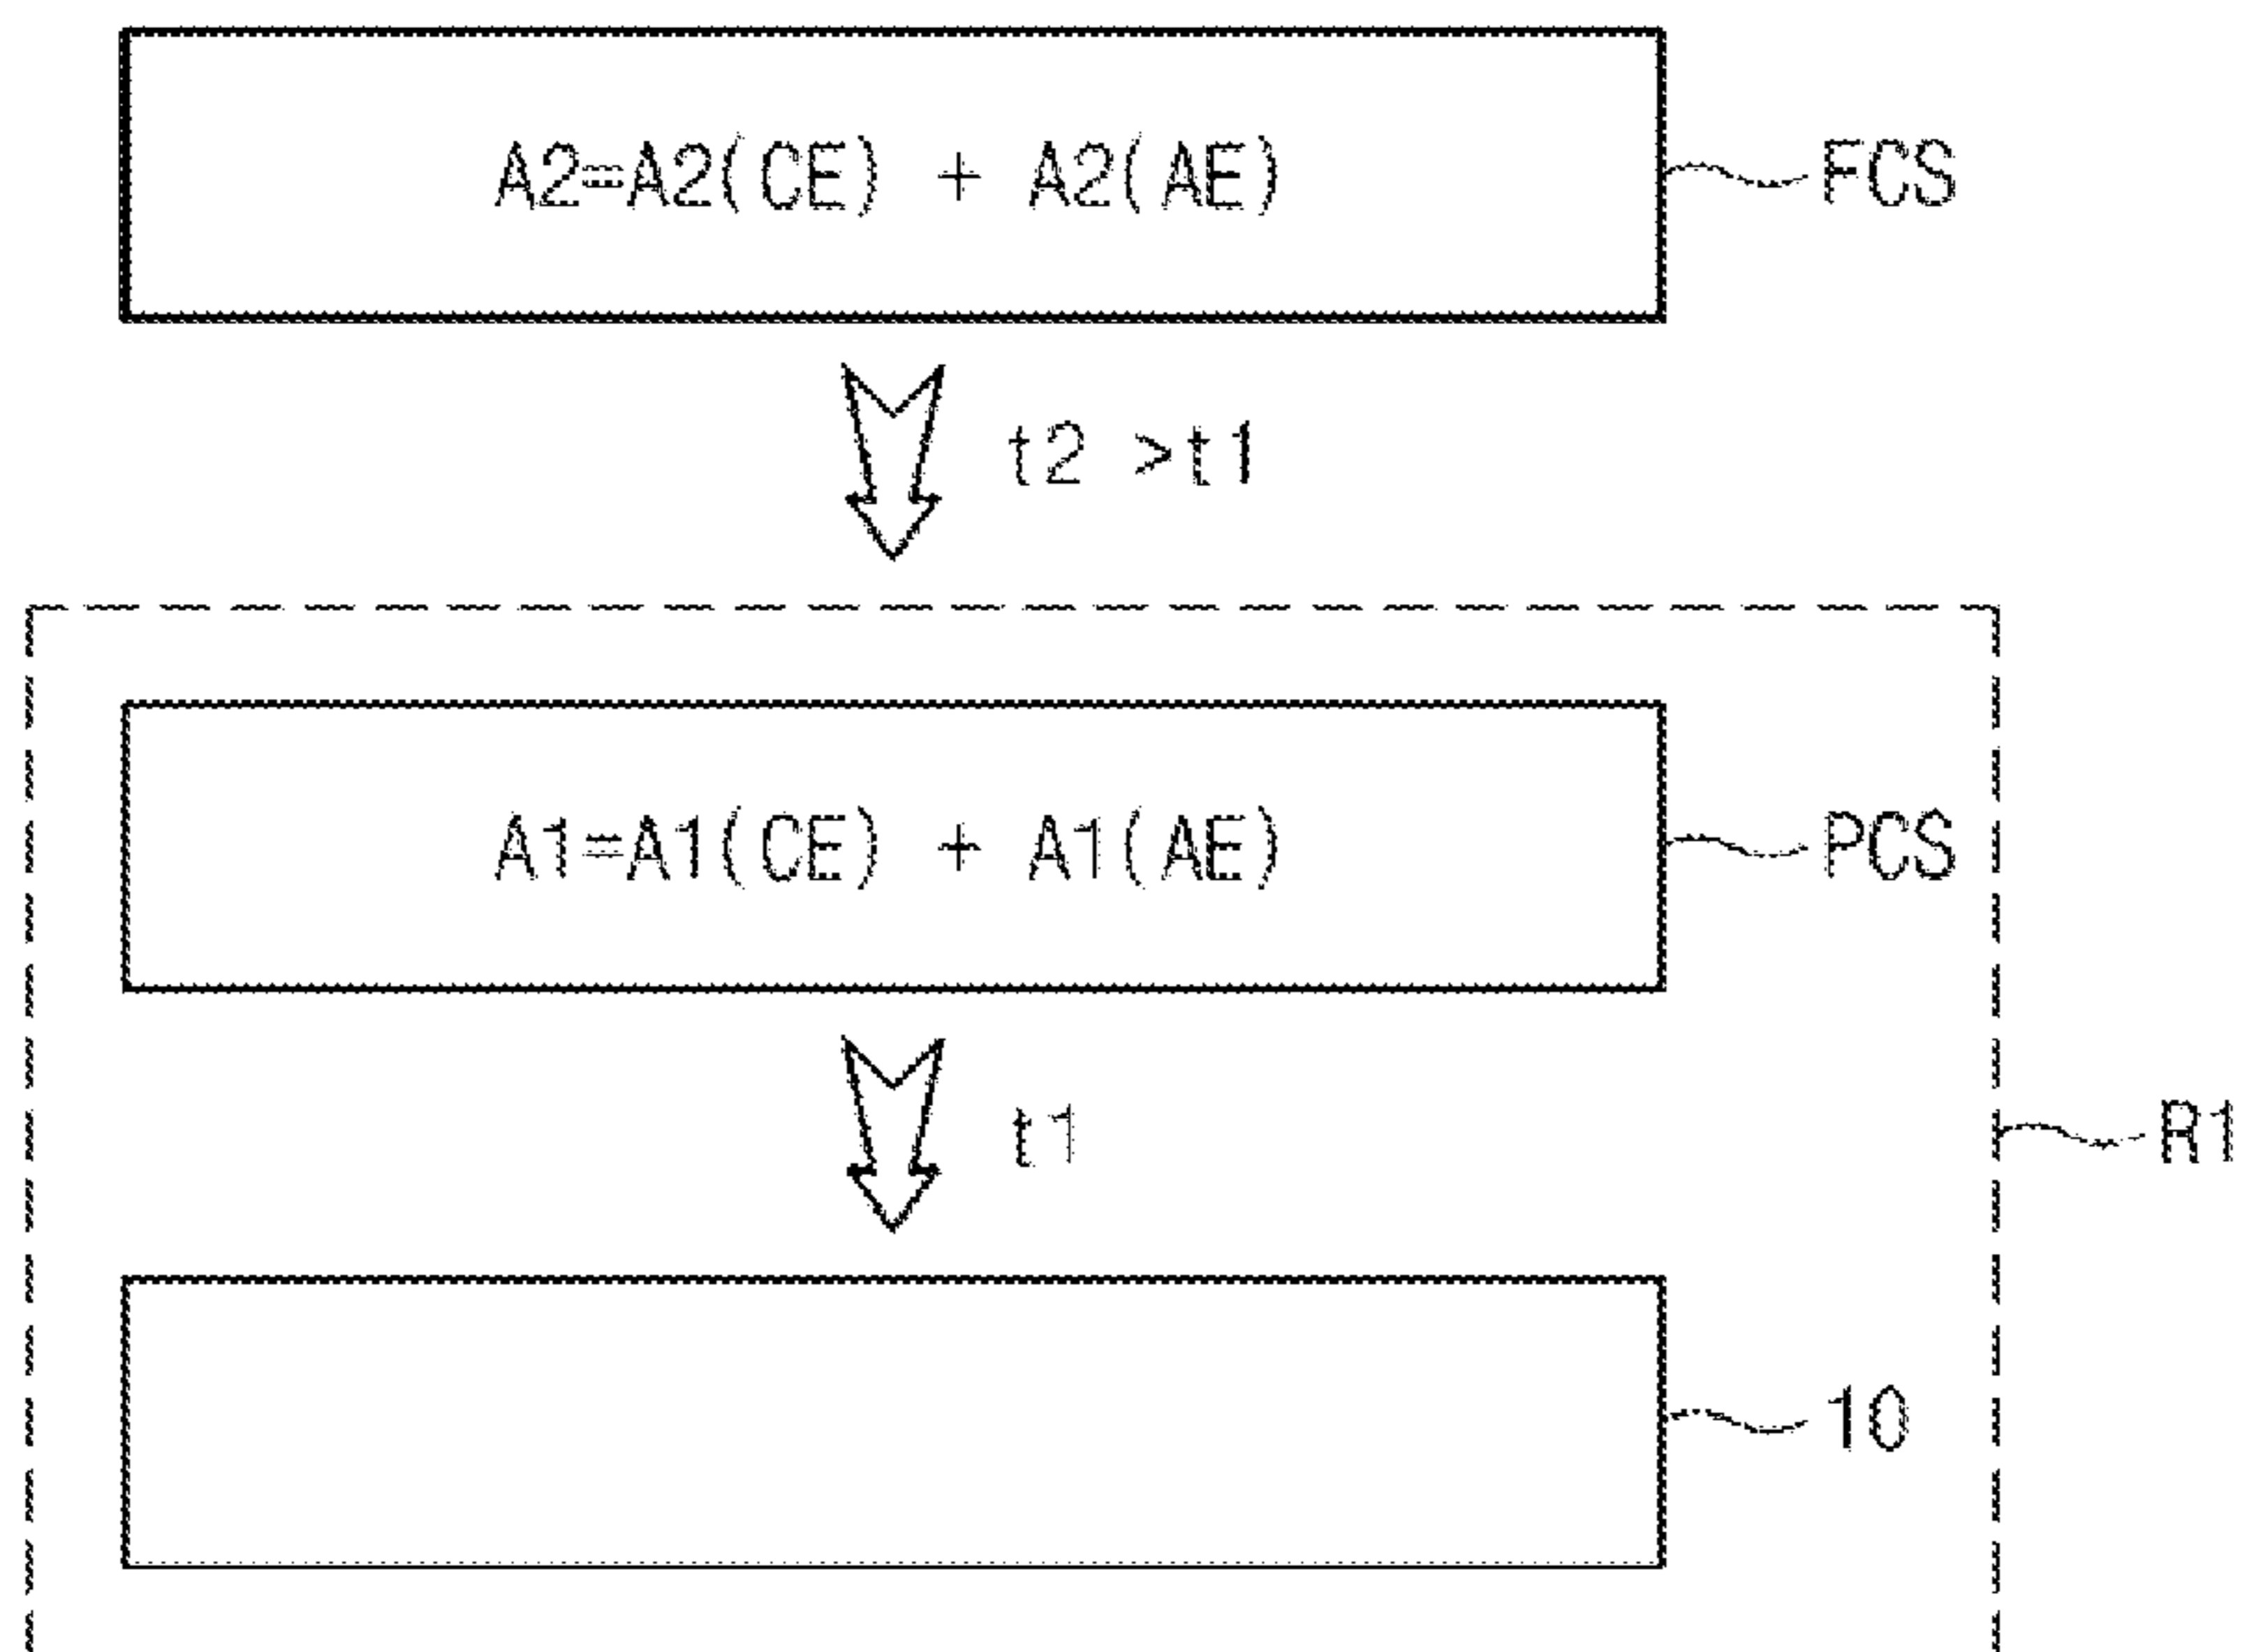 A2=A2(CE) + A2(AE) FCS
t2 >t1
A1=A1(CE) + A1(AE) PCS
t1
R1
10